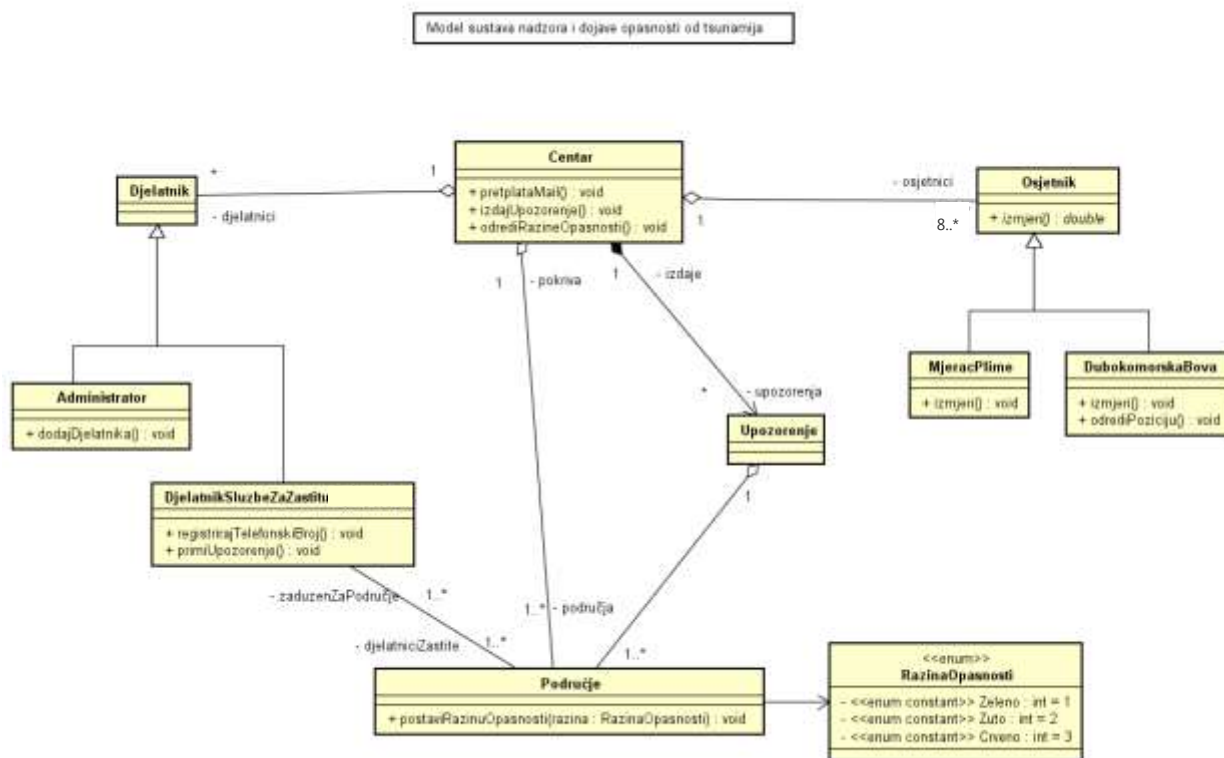 Model sustava nadzora i dojave opasnosti od tsunamija
Centar
+ pretplataMail() : void
+ izdajUpozorenje() : void
+ odrediRazineOpasnosti() : void
Djelatnik
*
1
- djelatnici
Osjetnik
+ izmjeri() : double
- osjetnici
1
8..*
1
- pokriva
1
- izdaje
MjeracPlime
+ izmjeri() : void
DubokomorskaBova
+ izmjeri() : void
+ odrediPoziciju() : void
Administrator
+ dodajDjelatnika() : void
*
- upozorenja
Upozorenje
1
DjelatnikSluzbeZaZastitu
+ registrirajTelefonskiBroj() : void
+ primiUpozorenje() : void
- zaduzenZaPodručje
1..*
1..*
- područja
- djelatniciZastite
1..*
1..*
Područje
+ postaviRazinuOpasnosti(razina : RazinaOpasnosti) : void
<<enum>>
RazinaOpasnosti
- <<enum constant>> Zeleno : int = 1
- <<enum constant>> Zuto : int = 2
- <<enum constant>> Crveno : int = 3